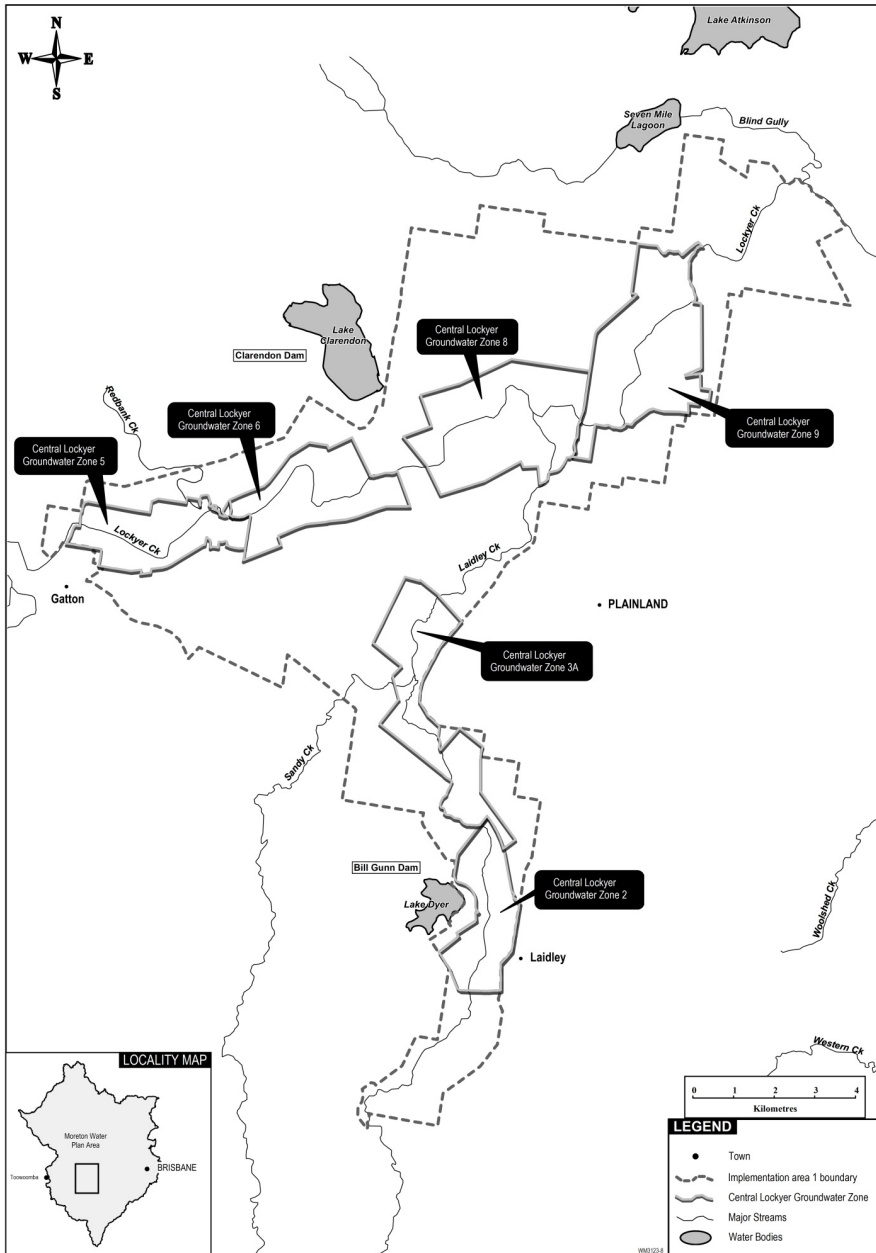 Lake Atkinson
N
W
E
S
Seven Mile
Lagoon
Blind Gully
Lockyer Ck
Lake
Clarendon
Clarendon Dam
Central Lockyer
Groundwater Zone 8
Redbank Ck
Central Lockyer
Groundwater Zone 6
Central Lockyer
Groundwater Zone 9
Central Lockyer
Groundwater Zone 5
Lockyer Ck
Laidley Ck
Gatton
PLAINLAND
Central Lockyer
Groundwater Zone 3A
Sandy Ck
Bill Gunn Dam
Lake Dyer
Central Lockyer
Groundwater Zone 2
Woolshed Ck
Laidley
Western Ck
LOCALITY MAP
Moreton Water
Plan Area
Toowoomba
BRISBANE
0 1 2 3 4
Kilometres
LEGEND
Town
Implementation area 1 boundary
Central Lockyer Groundwater Zone
Major Streams
Water Bodies
WM3123-8